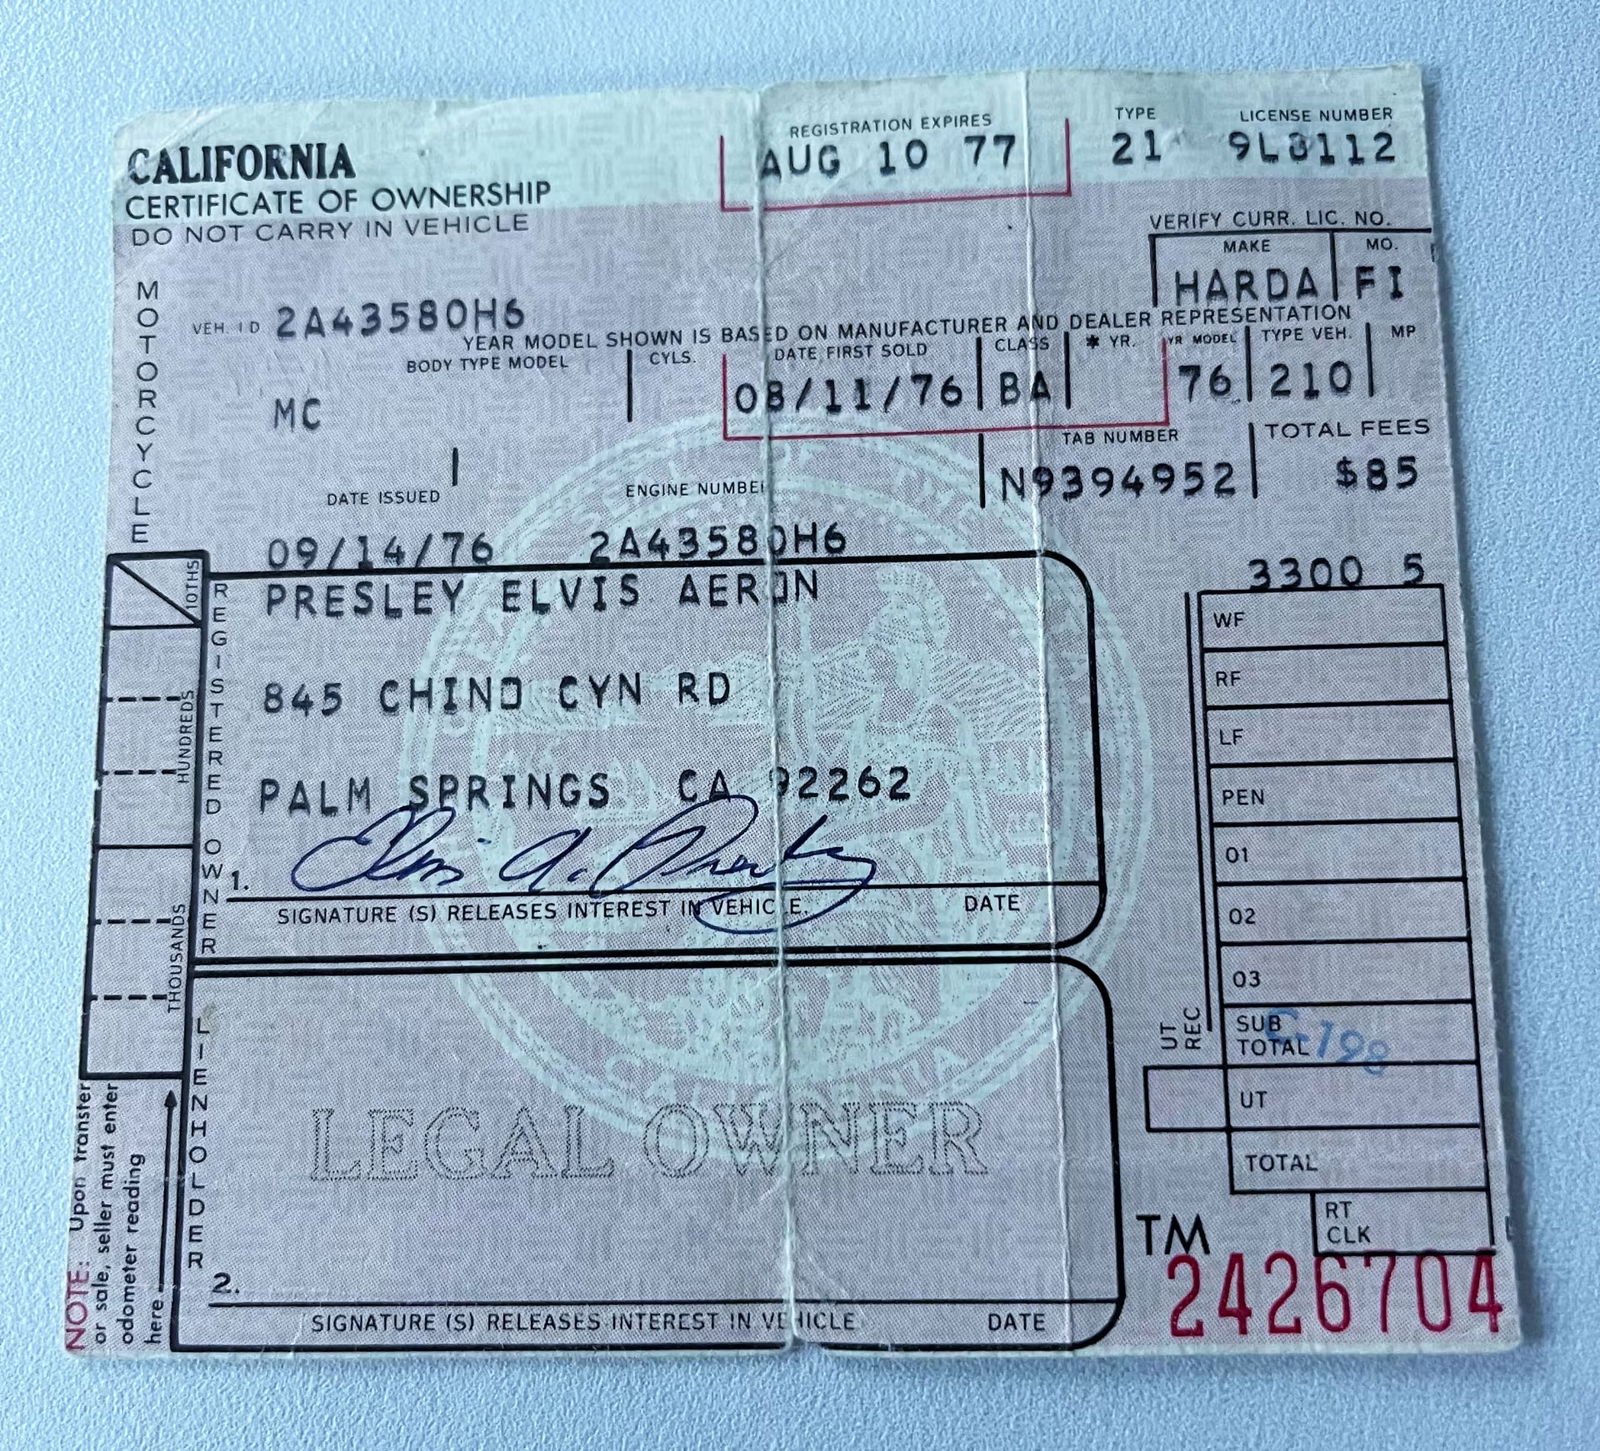 CALIFORNIA
CERTIFICATE OF OWNERSHIP
DO NOT CARRY IN VEHICLE
REGISTRATION EXPIRES
AUG 10 77
TYPE
21
LICENSE NUMBER
9L8112
VERIFY CURR. LIC. NO.
MAKE
HARDA
MO.
FI
MOTORCYCLE
VEH. ID 2A43580H6
YEAR MODEL SHOWN IS BASED ON MANUFACTURER AND DEALER REPRESENTATION
BODY TYPE MODEL
MC
CYLS.
DATE FIRST SOLD
08/11/76
CLASS
BA
* YR.
YR MODEL
76
TYPE VEH.
210
MP
TAB NUMBER
N9394952
TOTAL FEES
$85
DATE ISSUED
09/14/76
ENGINE NUMBER
2A43580H6
3300 5
REGISTERED OWNER
PRESLEY ELVIS AERON
845 CHINO CYN RD
PALM SPRINGS CA 92262
Elvis A. Presley
1.
SIGNATURE (S) RELEASES INTEREST IN VEHICLE.
DATE
10THS
HUNDREDS
THOUSANDS
NOTE: Upon transfer
or sale, seller must enter
odometer reading
here
LIENHOLDER
LEGAL OWNER
2.
SIGNATURE (S) RELEASES INTEREST IN VEHICLE
DATE
WF
RF
LF
PEN
01
02
03
UT
REC
SUB
TOTAL
G-198
UT
TOTAL
RT
CLK
TM
2426704